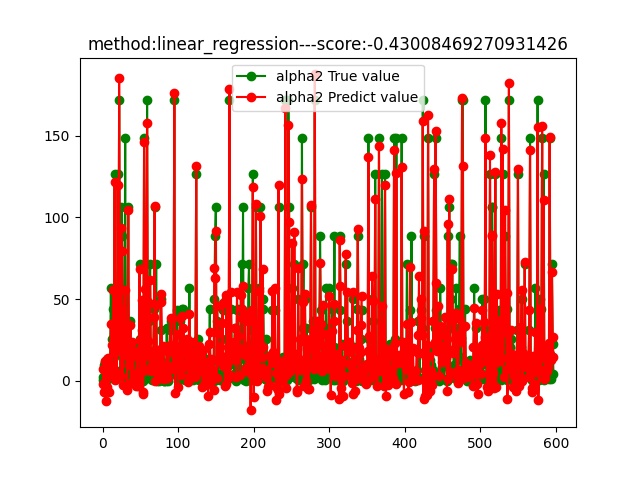 method:linear_regression---score:-0.43008469270931426
alpha2 True value
alpha2 Predict value
150
100
50
0
0 100 200 300 400 500 600